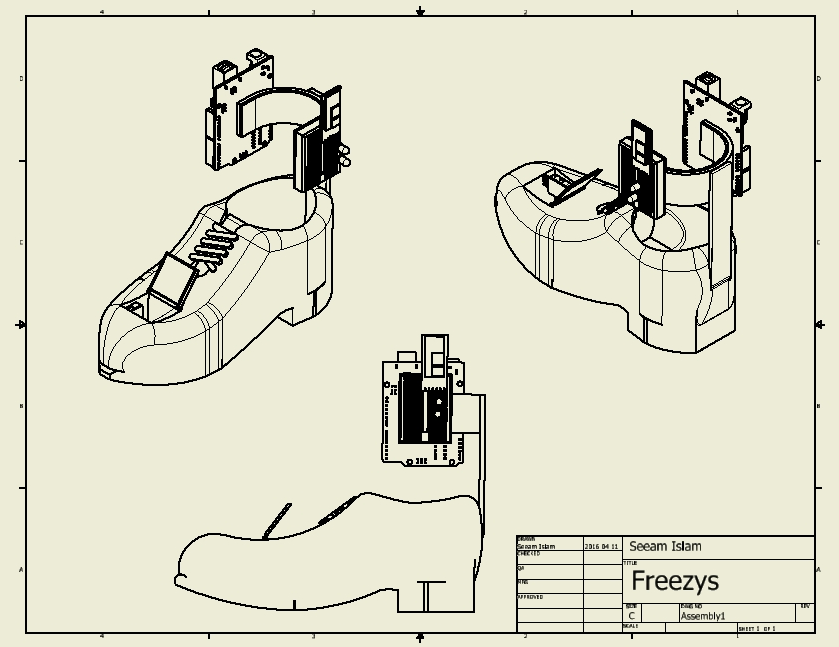 4 3 2 1
D D
C C
B B
A A
DRAWN
Seeam Islam 2016 04 11 Seeam Islam
CHECKED
TITLE
QA
Freezys
MFG
APPROVED
SIZE DWG NO REV
C Assembly1
SCALE
SHEET 1 OF 1
4 3 2 1